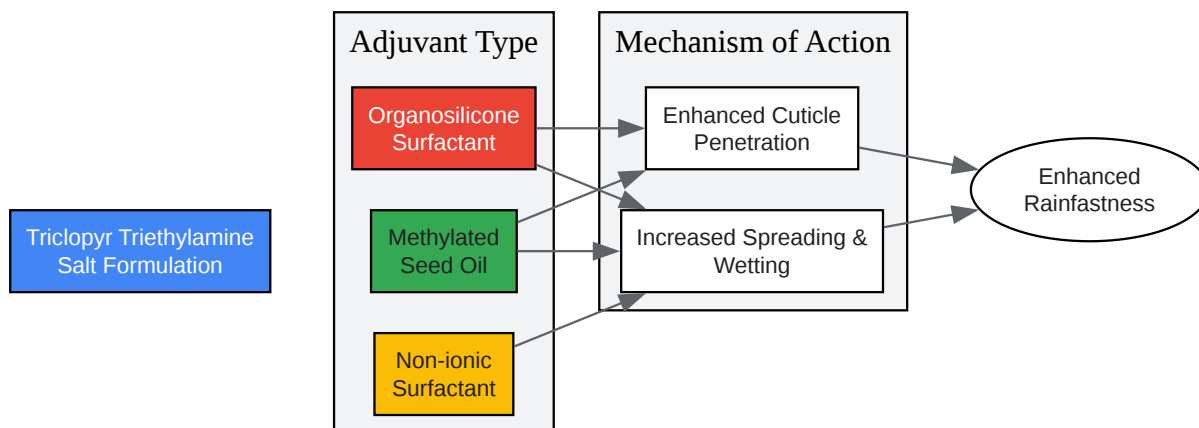 Adjuvant Type
Mechanism of Action
Organosilicone
Surfactant
Enhanced Cuticle
Penetration
Enhanced
Rainfastness
Triclopyr Triethylamine
Salt Formulation
Methylated
Seed Oil
Increased Spreading &
Wetting
Non-ionic
Surfactant